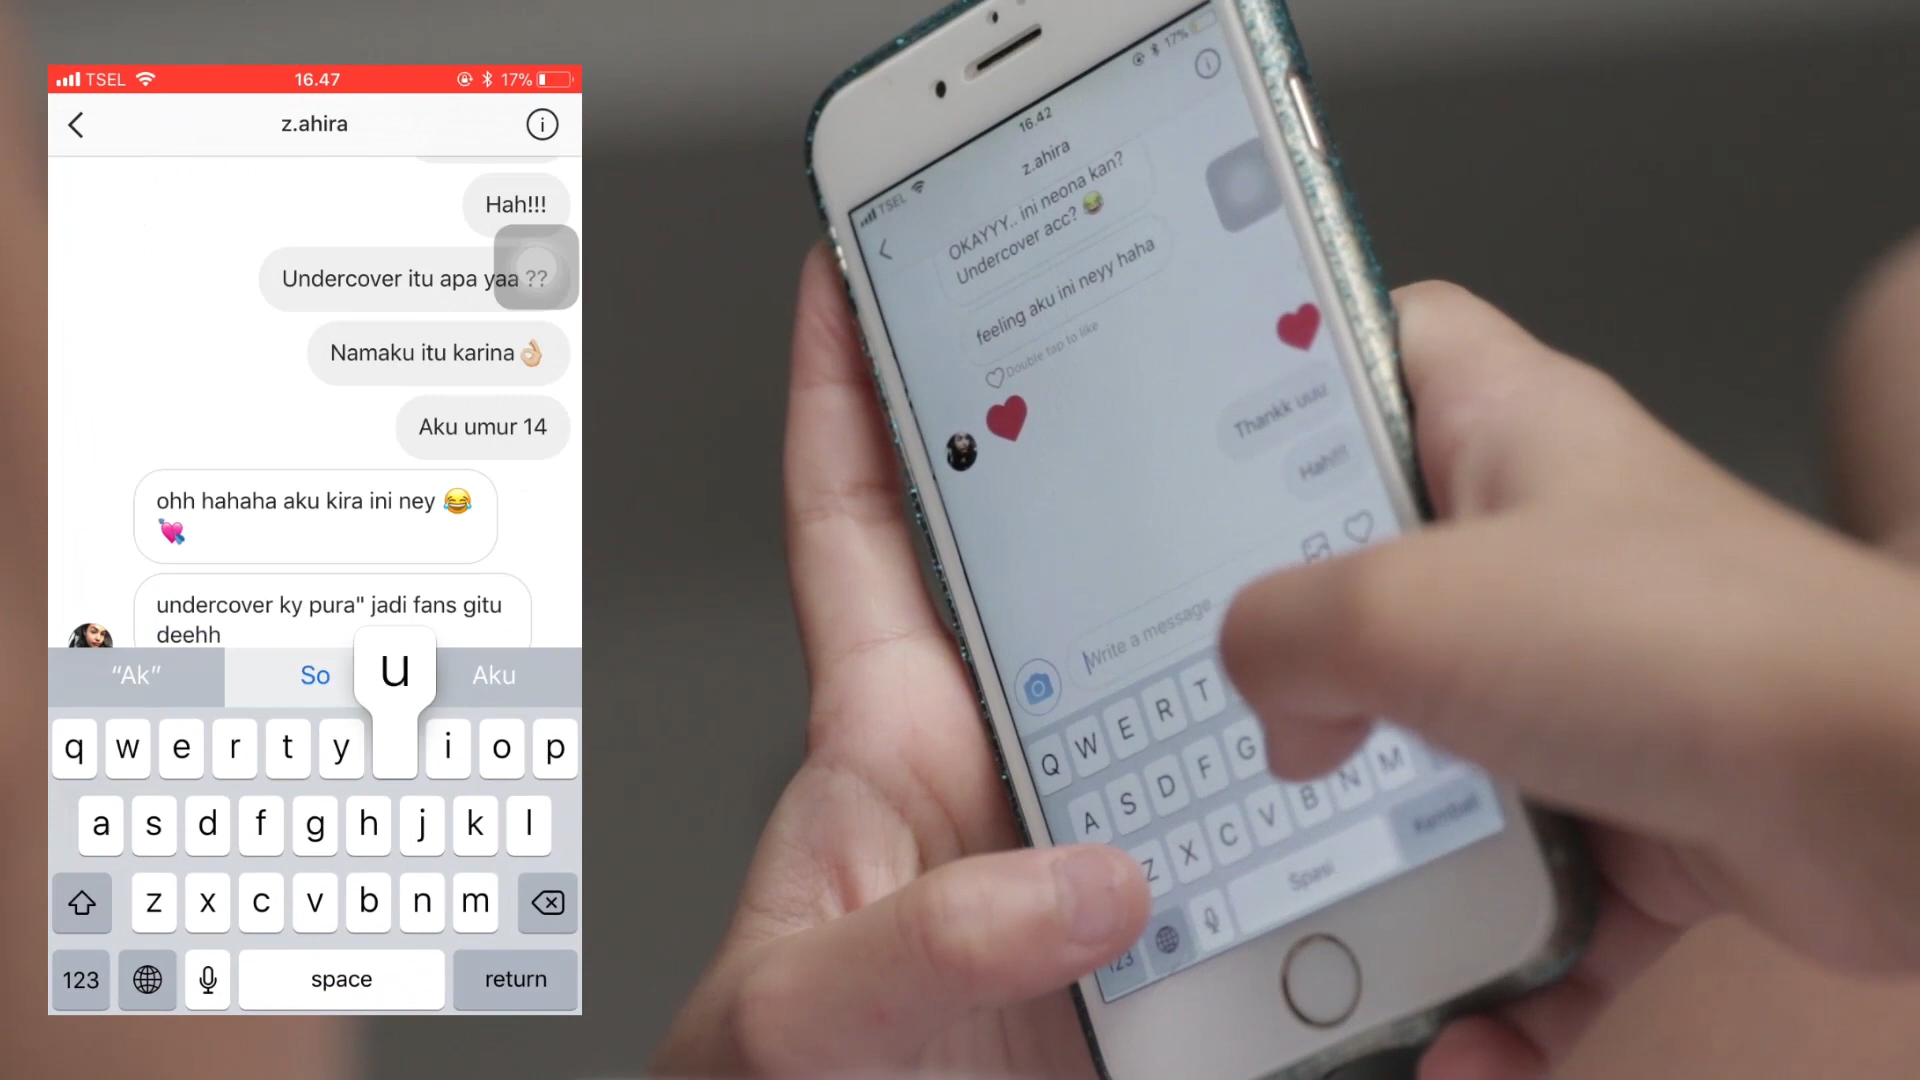 TSEL 16.47 17%
z.ahira
Hah!!!
Undercover itu apa yaa ??
Namaku itu karina👌🏼
Aku umur 14
ohh hahaha aku kira ini ney 😂
💘
undercover ky pura" jadi fans gitu
deehh
“Ak” So Aku
u
q w e r t y i o p
a s d f g h j k l
z x c v b n m
123 space return
TSEL 16.42 17%
z.ahira
OKAYYY.. ini neona kan?
Undercover acc? 😂
feeling aku ini neyy haha
Double tap to like
Thankk uuu
Hah!!!
Write a message
Q W E R T
A S D F G
Z X C V B N M
123 Spasi Kembali